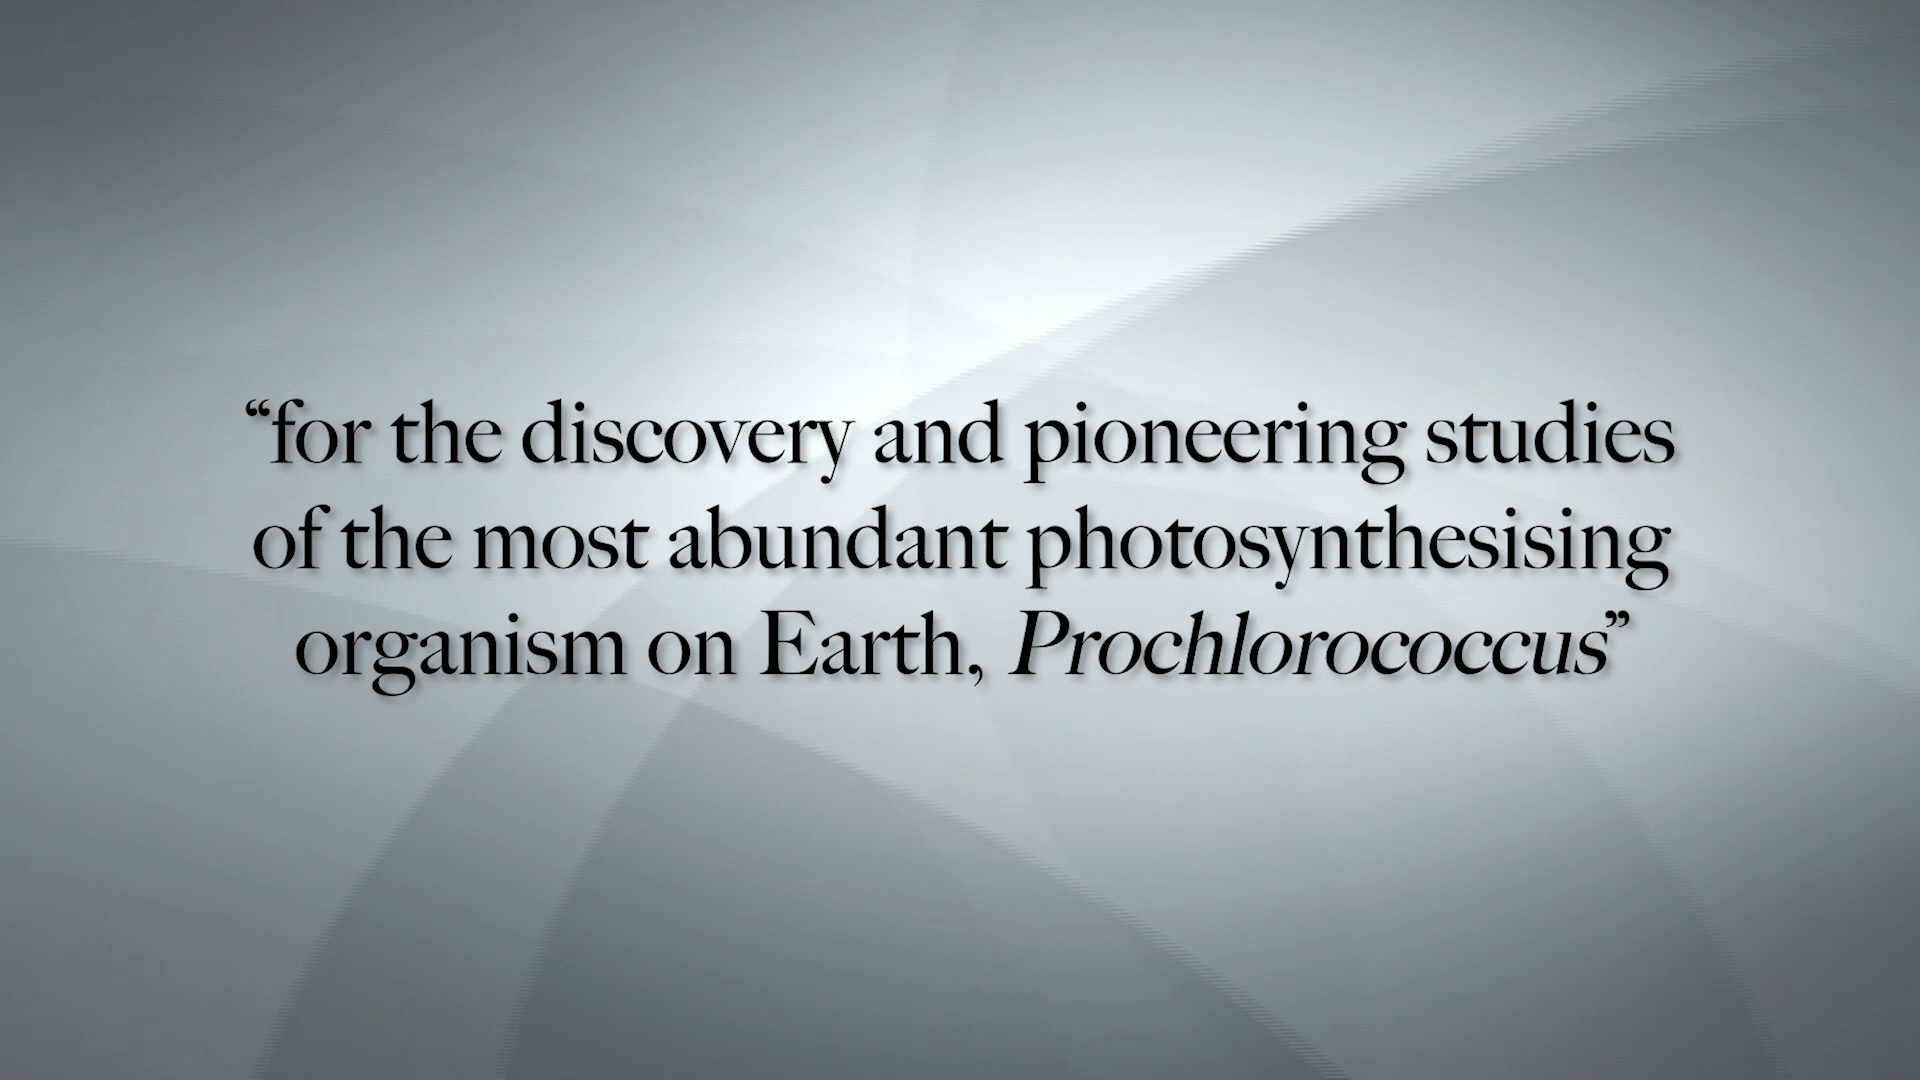 “for the discovery and pioneering studies
of the most abundant photosynthesising
organism on Earth, Prochlorococcus”